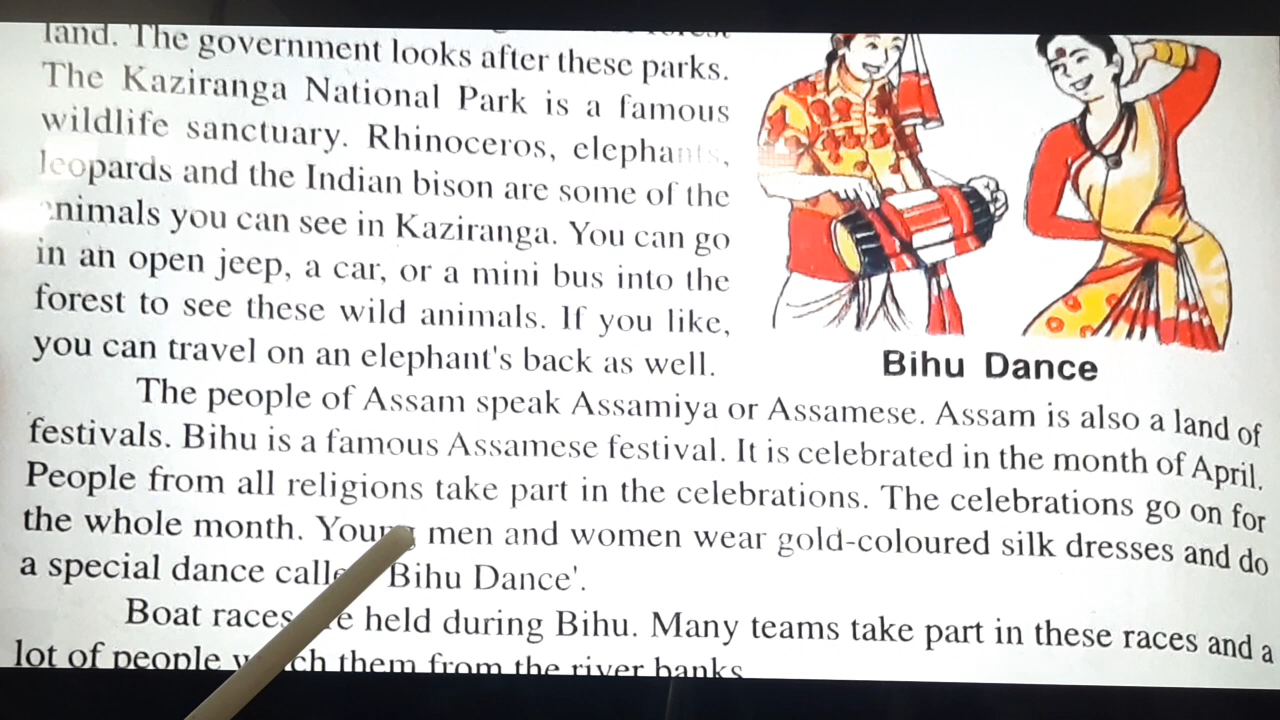 land. The government looks after these parks.
The Kaziranga National Park is a famous
wildlife sanctuary. Rhinoceros, elephants,
leopards and the Indian bison are some of the
animals you can see in Kaziranga. You can go
in an open jeep, a car, or a mini bus into the
forest to see these wild animals. If you like,
you can travel on an elephant's back as well.
Bihu Dance
The people of Assam speak Assamiya or Assamese. Assam is also a land of
festivals. Bihu is a famous Assamese festival. It is celebrated in the month of April.
People from all religions take part in the celebrations. The celebrations go on for
the whole month. Young men and women wear gold-coloured silk dresses and do
a special dance called 'Bihu Dance'.
Boat races are held during Bihu. Many teams take part in these races and a
lot of people watch them from the river banks